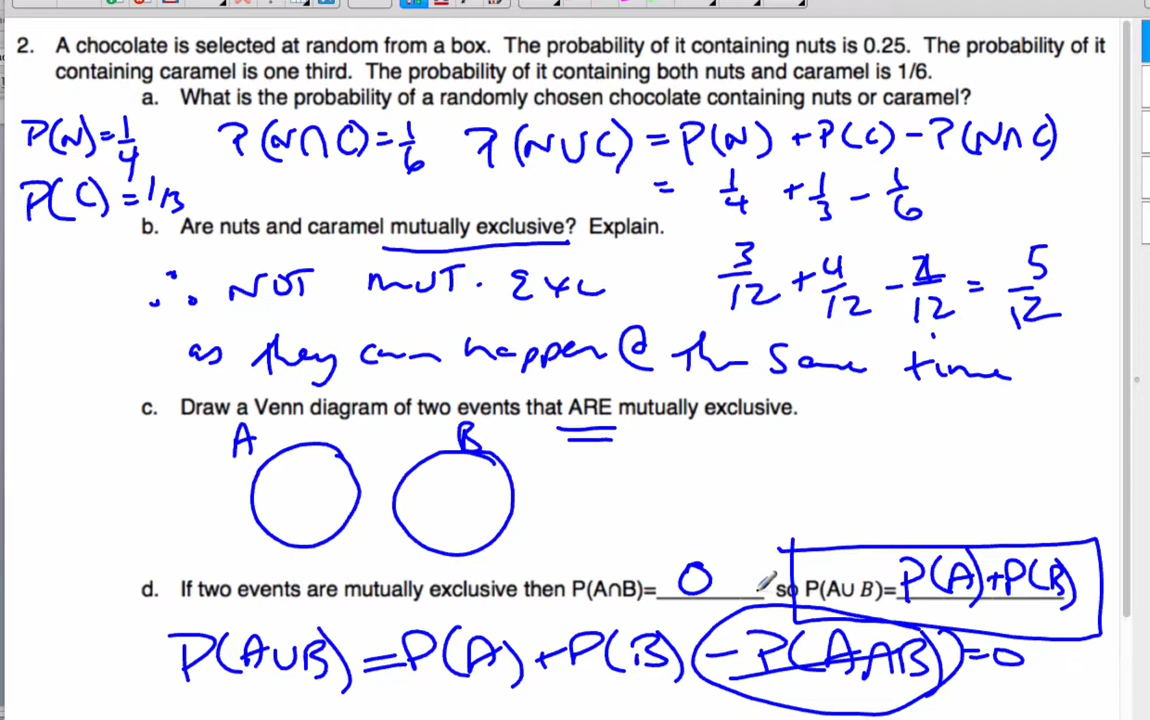 2. A chocolate is selected at random from a box. The probability of it containing nuts is 0.25. The probability of it
containing caramel is one third. The probability of it containing both nuts and caramel is 1/6.
a. What is the probability of a randomly chosen chocolate containing nuts or caramel?
P(N)=1/4 P(N∩C)=1/6 P(N∪C)=P(N)+P(C)-P(N∩C)
P(C)=1/3 = 1/4 + 1/3 - 1/6
b. Are nuts and caramel mutually exclusive? Explain.
∴ NOT MUT. EXC 3/12 + 4/12 - 2/12 = 5/12
as they can happen @ the same time
c. Draw a Venn diagram of two events that ARE mutually exclusive.
A B
d. If two events are mutually exclusive then P(A∩B)=0 so P(A∪B)=P(A)+P(B)
P(A∪B)=P(A)+P(B)(-P(A∩B))=0